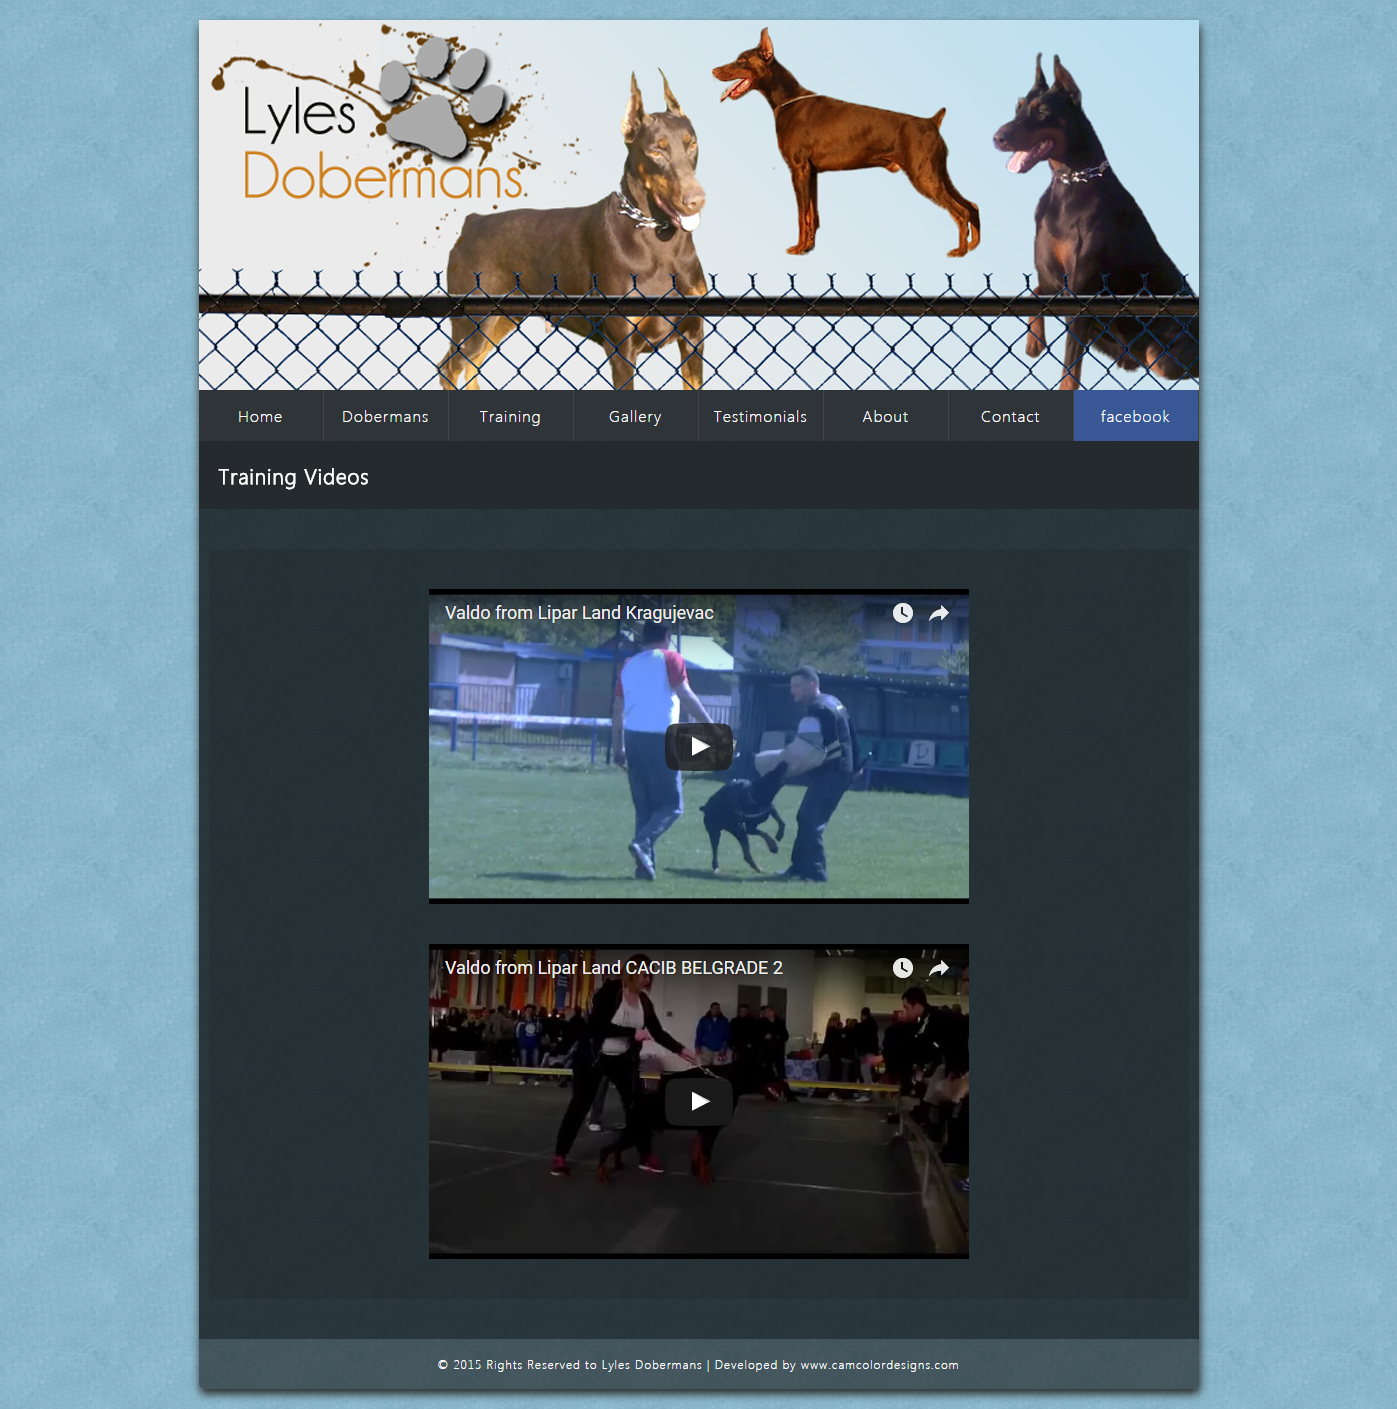 Lyles
Dobermans
Home Dobermans Training Gallery Testimonials About Contact facebook
Training Videos
Valdo from Lipar Land Kragujevac
D
Valdo from Lipar Land CACIB BELGRADE 2
© 2015 Rights Reserved to Lyles Dobermans | Developed by www.camcolordesigns.com